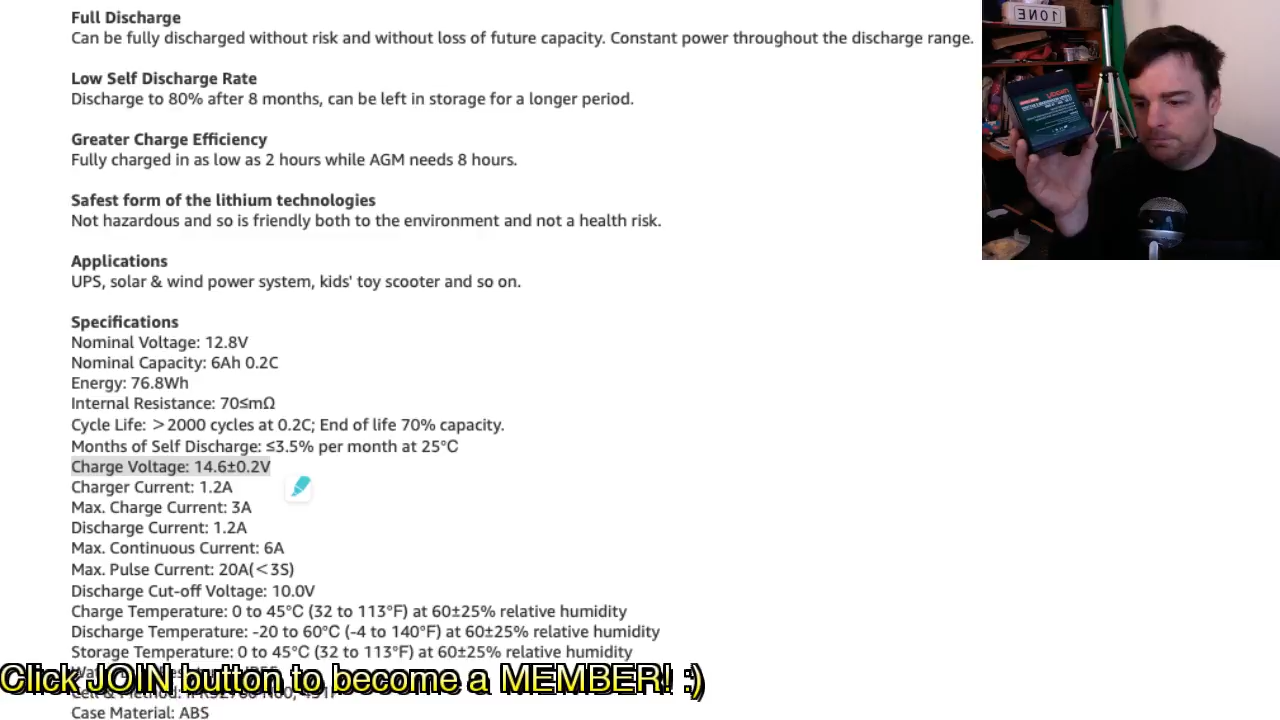 Full Discharge
Can be fully discharged without risk and without loss of future capacity. Constant power throughout the discharge range.
Low Self Discharge Rate
Discharge to 80% after 8 months, can be left in storage for a longer period.
Greater Charge Efficiency
Fully charged in as low as 2 hours while AGM needs 8 hours.
Safest form of the lithium technologies
Not hazardous and so is friendly both to the environment and not a health risk.
Applications
UPS, solar & wind power system, kids' toy scooter and so on.
Specifications
Nominal Voltage: 12.8V
Nominal Capacity: 6Ah 0.2C
Energy: 76.8Wh
Internal Resistance: 70≤mΩ
Cycle Life: >2000 cycles at 0.2C; End of life 70% capacity.
Months of Self Discharge: ≤3.5% per month at 25°C
Charge Voltage: 14.6±0.2V
Charger Current: 1.2A
Max. Charge Current: 3A
Discharge Current: 1.2A
Max. Continuous Current: 6A
Max. Pulse Current: 20A(<3S)
Discharge Cut-off Voltage: 10.0V
Charge Temperature: 0 to 45°C (32 to 113°F) at 60±25% relative humidity
Discharge Temperature: -20 to 60°C (-4 to 140°F) at 60±25% relative humidity
Storage Temperature: 0 to 45°C (32 to 113°F) at 60±25% relative humidity
Click JOIN button to become a MEMBER! :)
Case Material: ABS